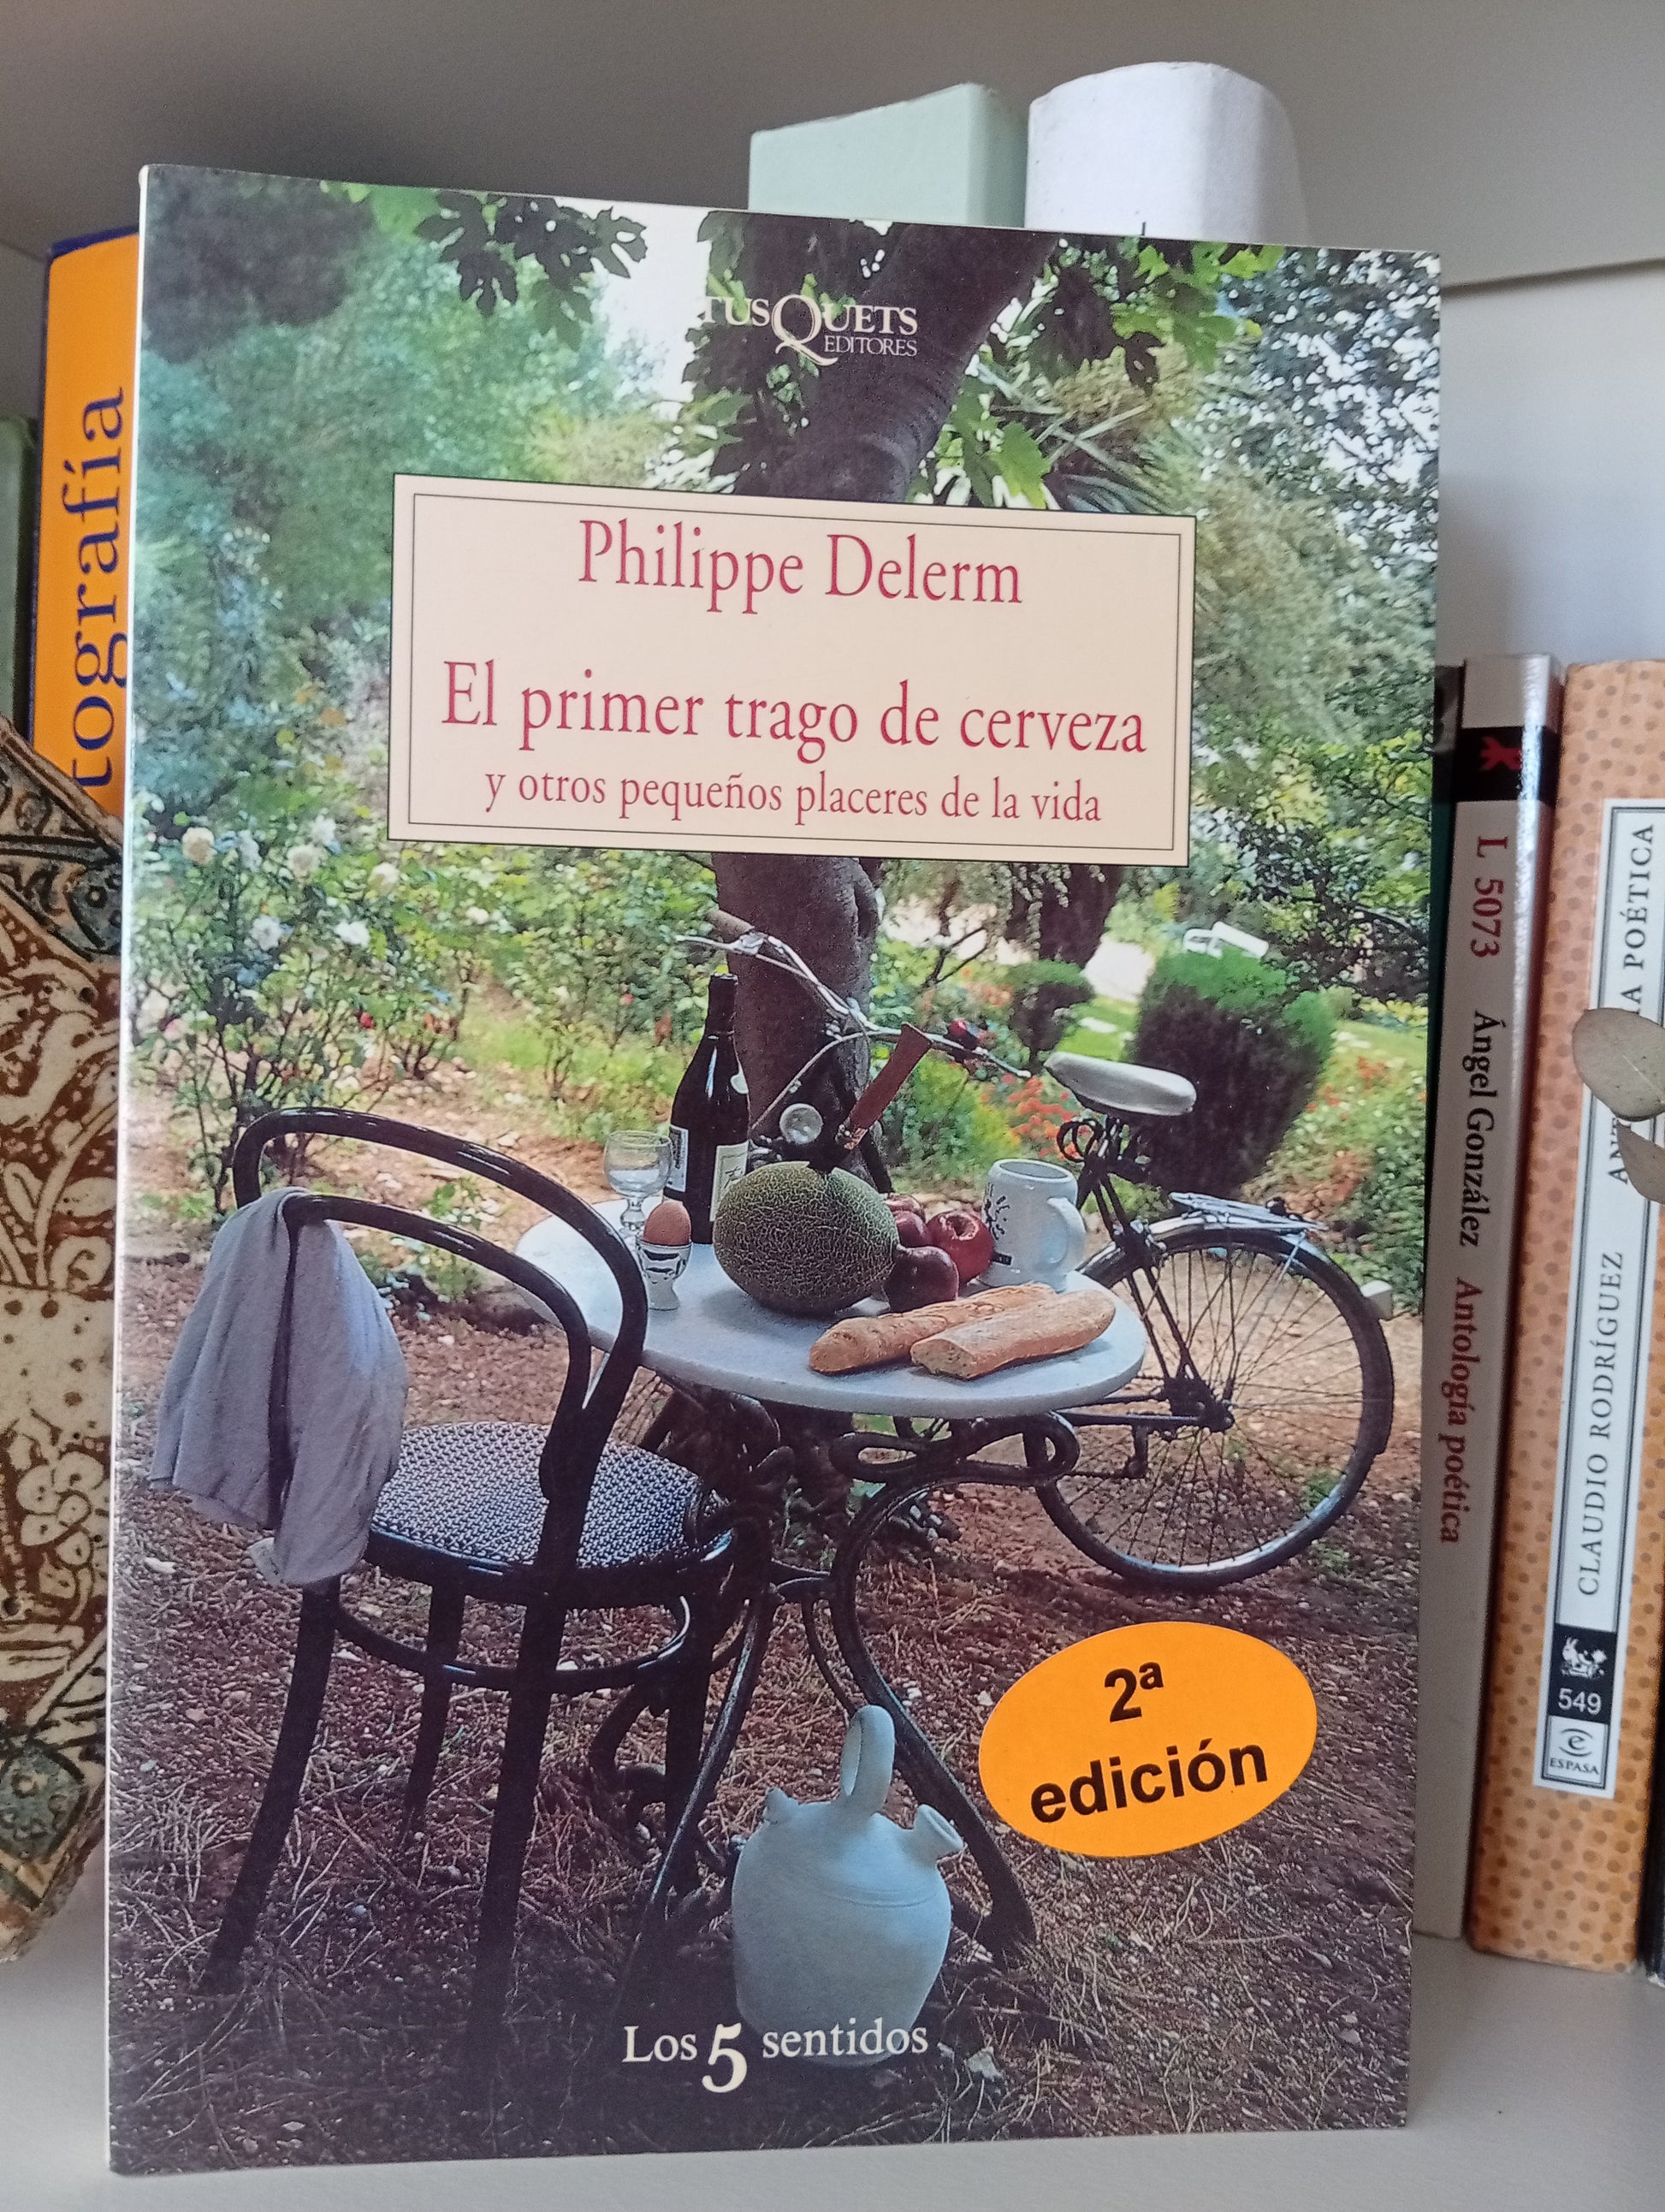 TUSQUETS
EDITORES
Philippe Delerm
El primer trago de cerveza
y otros pequeños placeres de la vida
2ª
edición
Los 5 sentidos
tografía
L 5073 Ángel González Antología poética
CLAUDIO RODRÍGUEZ
POÉTICA
549
e
ESPASA